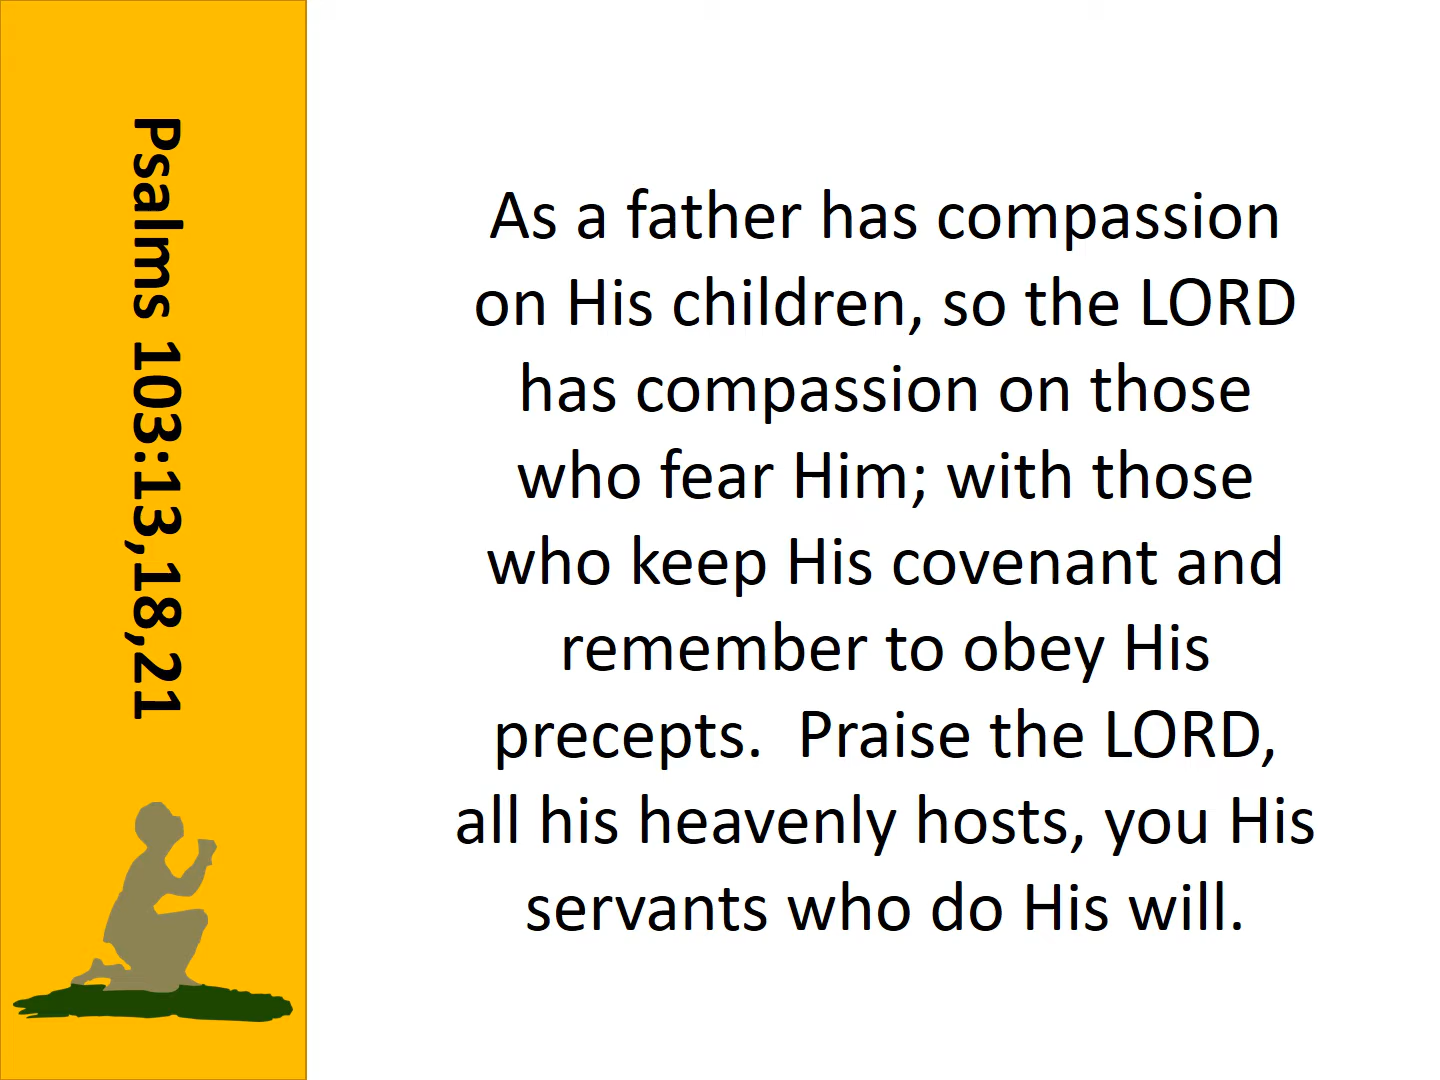 Psalms 103:13,18,21
As a father has compassion
on His children, so the LORD
has compassion on those
who fear Him; with those
who keep His covenant and
remember to obey His
precepts.  Praise the LORD,
all his heavenly hosts, you His
servants who do His will.